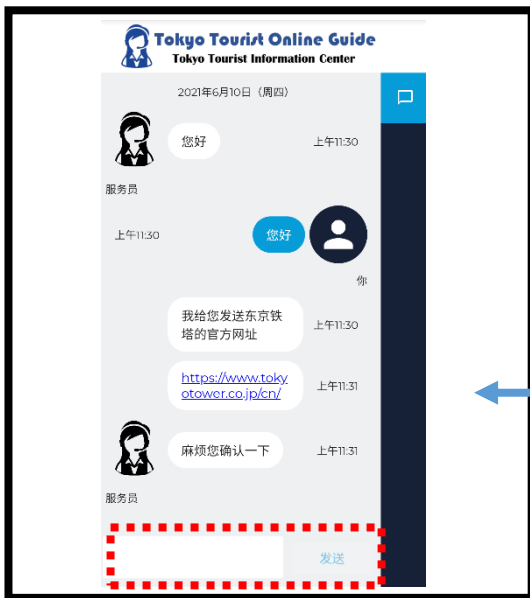 Tokyo Tourist Online Guide
Tokyo Tourist Information Center
2021年6月10日（周四）
您好
上午11:30
服务员
上午11:30
您好
你
我给您发送东京铁
塔的官方网址
上午11:30
https://www.toky
otower.co.jp/cn/
上午11:31
麻烦您确认一下
上午11:31
服务员
发送